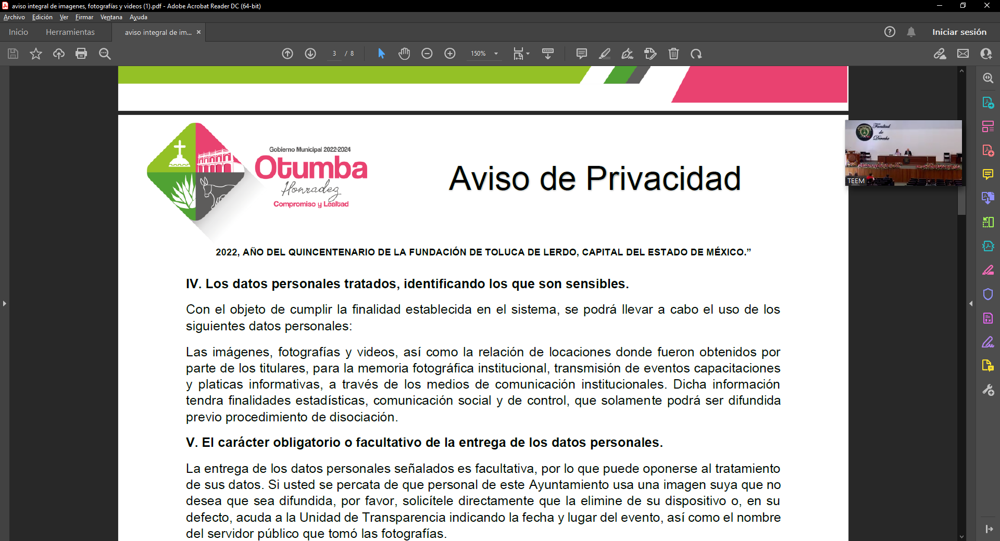 aviso integral de imagenes, fotografías y videos (1).pdf - Adobe Acrobat Reader DC (64-bit)
Archivo Edición Ver Firmar Ventana Ayuda
Inicio Herramientas aviso integral de im... × Iniciar sesión
3 / 8 150%
Facultad
de
Derecho
TEEM
Gobierno Municipal 2022-2024
Otumba
Honradez
Compromiso y Lealtad
Aviso de Privacidad
2022, AÑO DEL QUINCENTENARIO DE LA FUNDACIÓN DE TOLUCA DE LERDO, CAPITAL DEL ESTADO DE MÉXICO.”
IV. Los datos personales tratados, identificando los que son sensibles.
Con el objeto de cumplir la finalidad establecida en el sistema, se podrá llevar a cabo el uso de los
siguientes datos personales:
Las imágenes, fotografías y videos, así como la relación de locaciones donde fueron obtenidos por
parte de los titulares, para la memoria fotográfica institucional, transmisión de eventos capacitaciones
y platicas informativas, a través de los medios de comunicación institucionales. Dicha información
tendra finalidades estadísticas, comunicación social y de control, que solamente podrá ser difundida
previo procedimiento de disociación.
V. El carácter obligatorio o facultativo de la entrega de los datos personales.
La entrega de los datos personales señalados es facultativa, por lo que puede oponerse al tratamiento
de sus datos. Si usted se percata de que personal de este Ayuntamiento usa una imagen suya que no
desea que sea difundida, por favor, solicítele directamente que la elimine de su dispositivo o, en su
defecto, acuda a la Unidad de Transparencia indicando la fecha y lugar del evento, así como el nombre
del servidor público que tomó las fotografías.